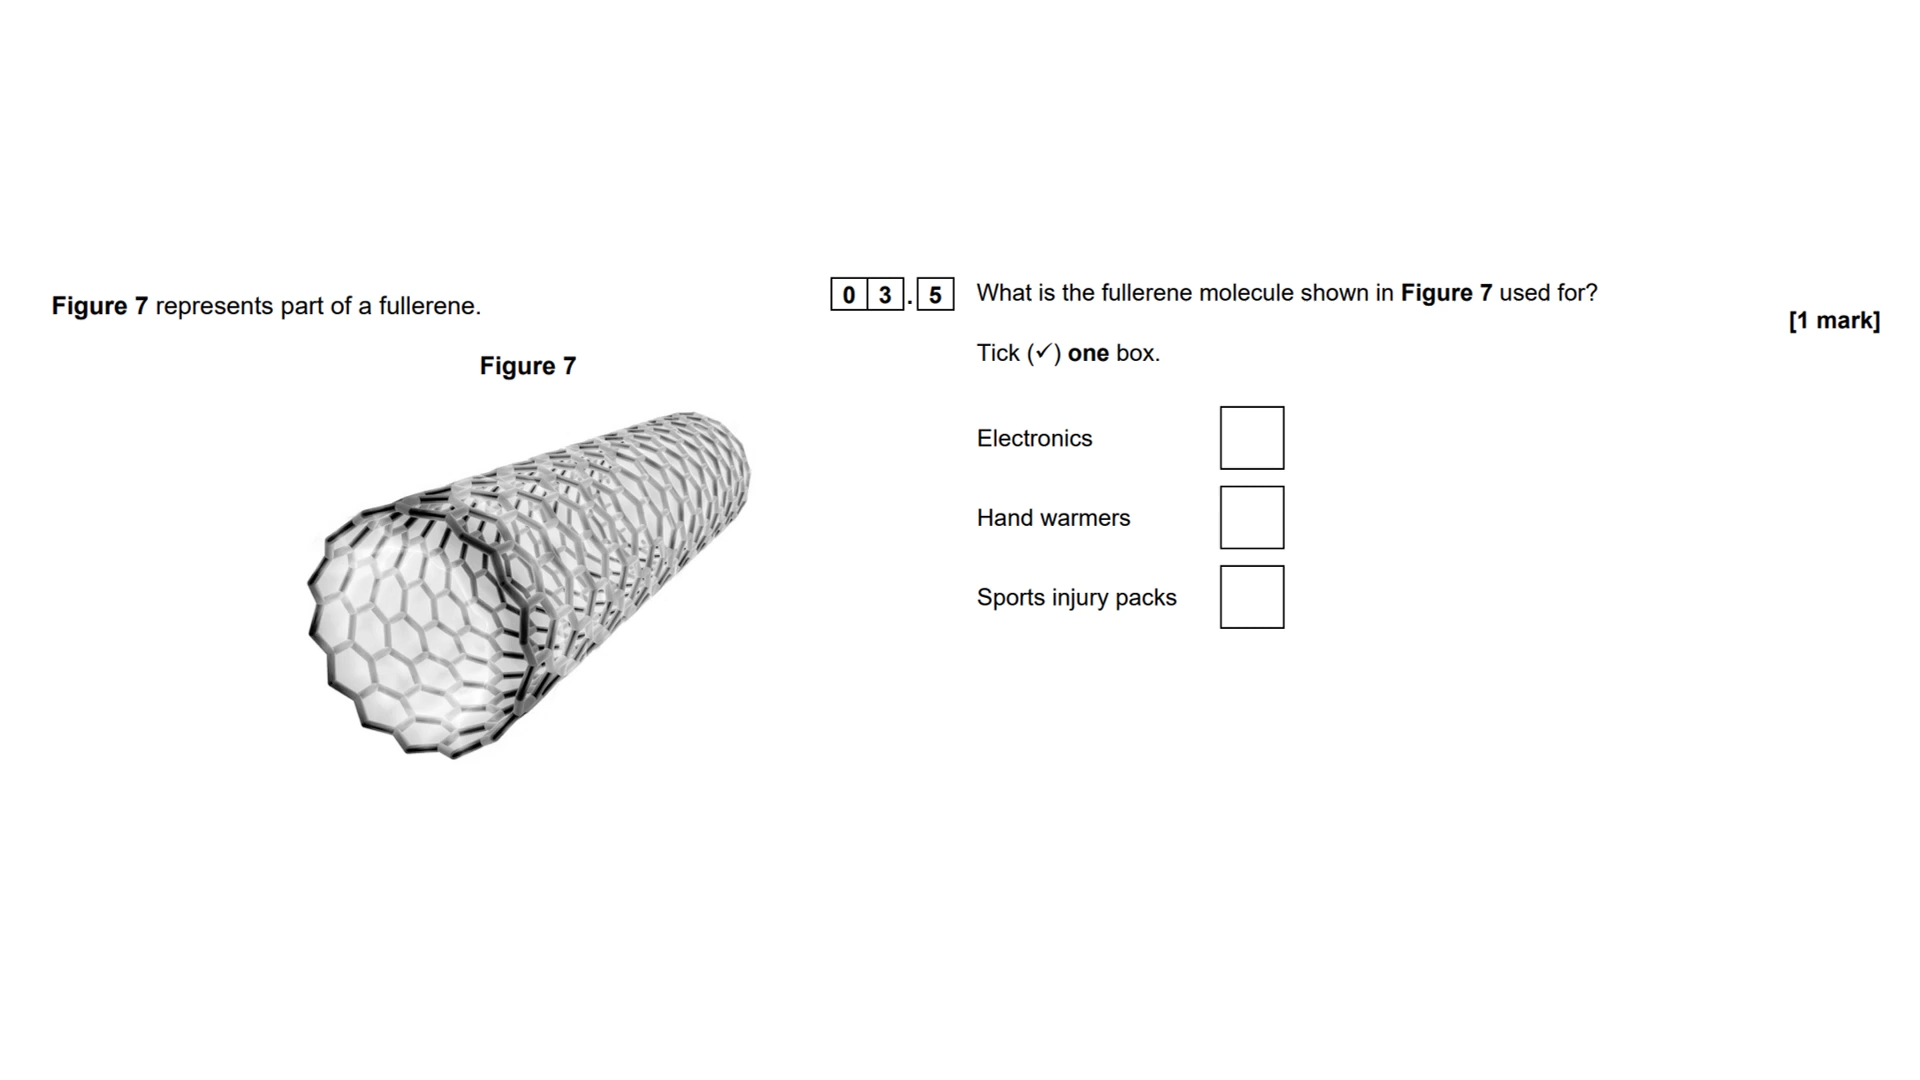 Figure 7 represents part of a fullerene.
Figure 7
0 3 . 5 What is the fullerene molecule shown in Figure 7 used for?
[1 mark]
Tick (✓) one box.
Electronics
Hand warmers
Sports injury packs